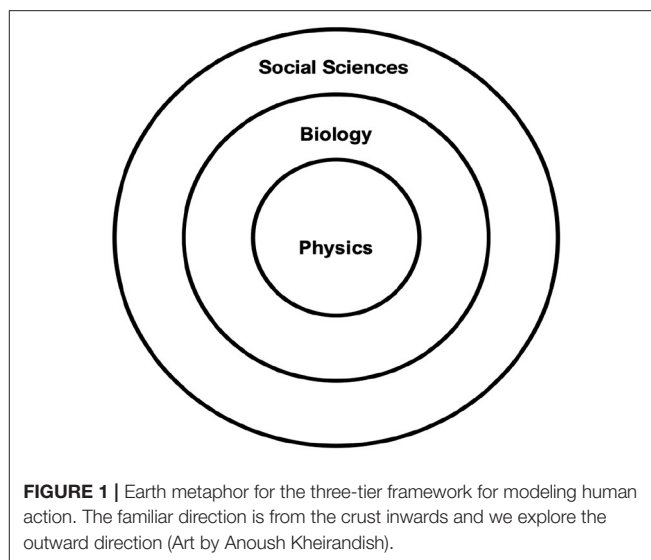 Social Sciences
Biology
Physics
FIGURE 1 | Earth metaphor for the three-tier framework for modeling human
action. The familiar direction is from the crust inwards and we explore the
outward direction (Art by Anoush Kheirandish).